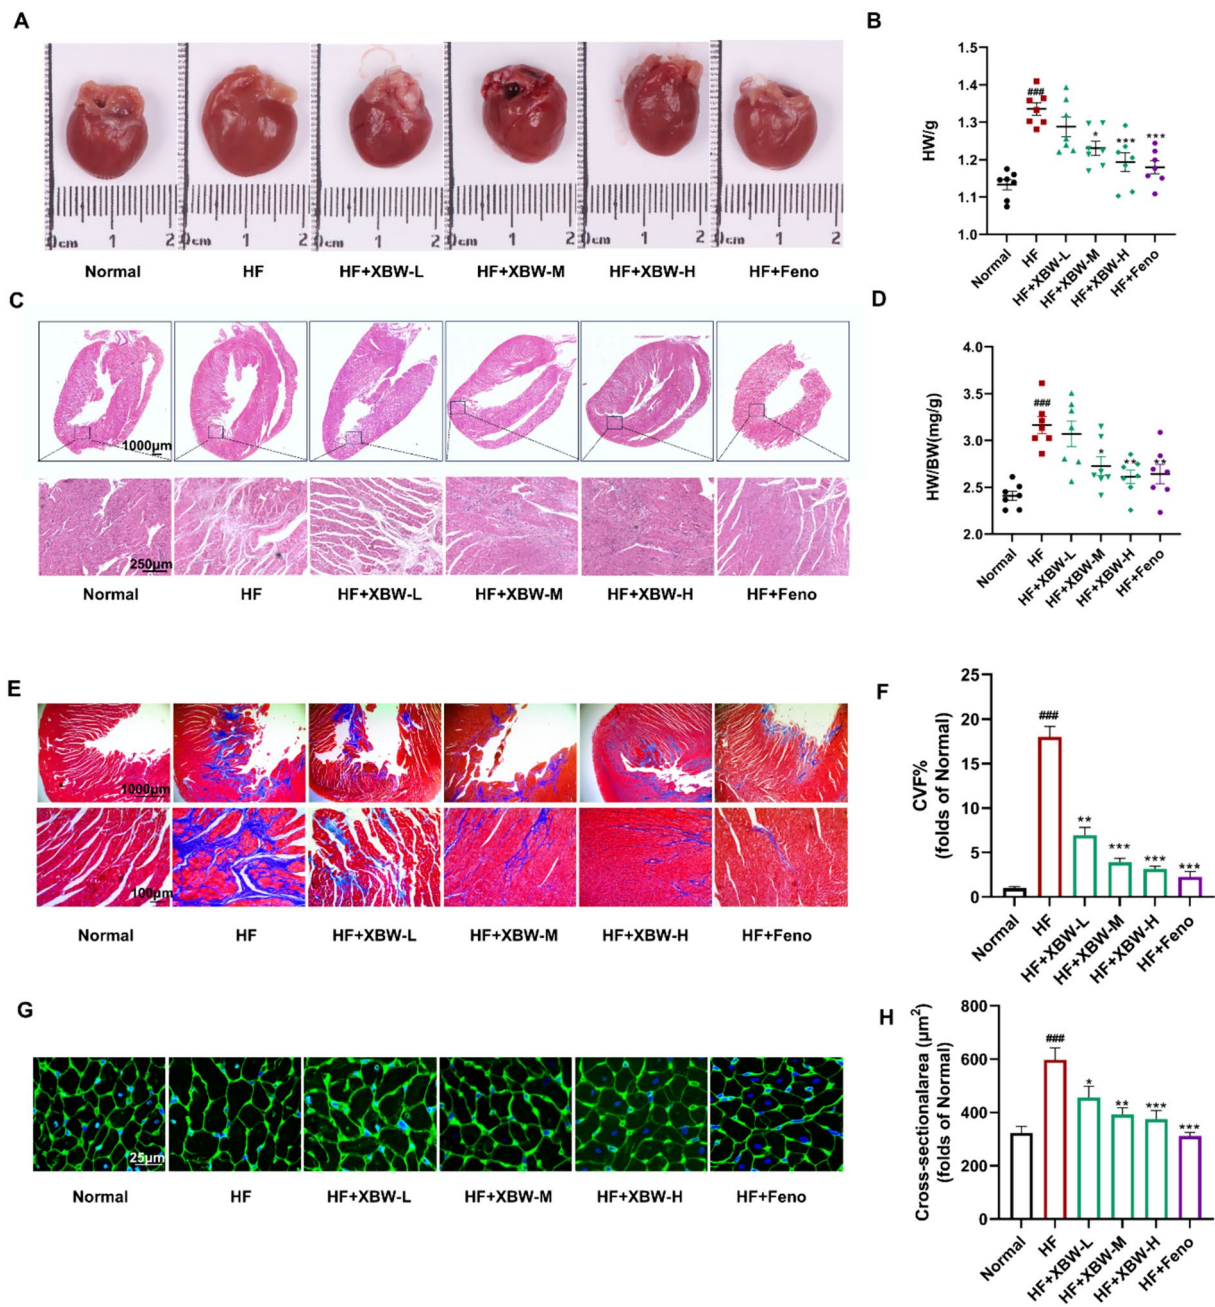 A
0cm 1 2 0cm 1 2 0cm 1 2 0cm 1 2 0cm 1 2 0cm 1 2
Normal HF HF+XBW-L HF+XBW-M HF+XBW-H HF+Feno
B
HW/g
1.5
1.4
1.3
1.2
1.1
1.0
###
*
***
***
Normal
HF
HF+XBW-L
HF+XBW-M
HF+XBW-H
HF+Feno
C
1000μm
250μm
Normal HF HF+XBW-L HF+XBW-M HF+XBW-H HF+Feno
D
HW/BW(mg/g)
4.0
3.5
3.0
2.5
2.0
###
*
**
**
Normal
HF
HF+XBW-L
HF+XBW-M
HF+XBW-H
HF+Feno
E
1000μm
100μm
Normal HF HF+XBW-L HF+XBW-M HF+XBW-H HF+Feno
F
CVF%
(folds of Normal)
25
20
15
10
5
0
###
**
***
***
***
Normal
HF
HF+XBW-L
HF+XBW-M
HF+XBW-H
HF+Feno
G
25μm
Normal HF HF+XBW-L HF+XBW-M HF+XBW-H HF+Feno
H
Cross-sectionalarea (μm²)
(folds of Normal)
800
600
400
200
0
###
*
**
***
***
Normal
HF
HF+XBW-L
HF+XBW-M
HF+XBW-H
HF+Feno